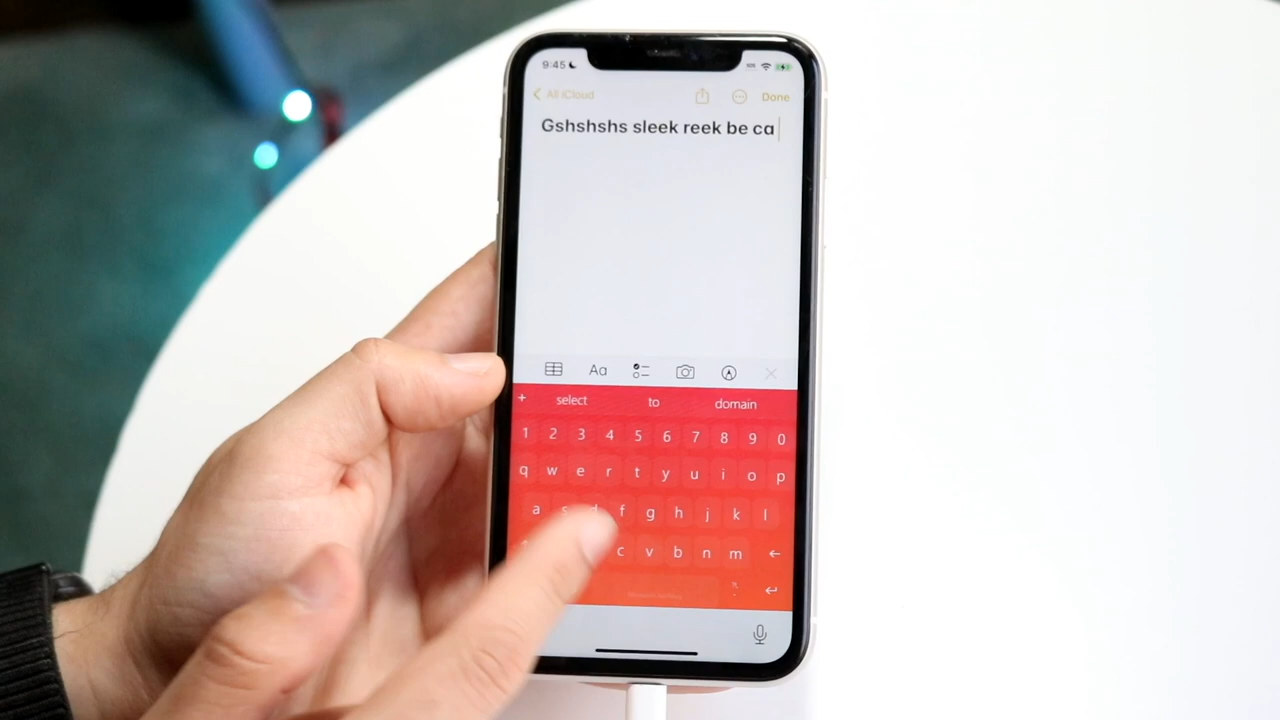 9:45
All iCloud Done
Gshshshs sleek reek be ca
Aa
+ select to domain
1 2 3 4 5 6 7 8 9 0
q w e r t y u i o p
a s d f g h j k l
c v b n m